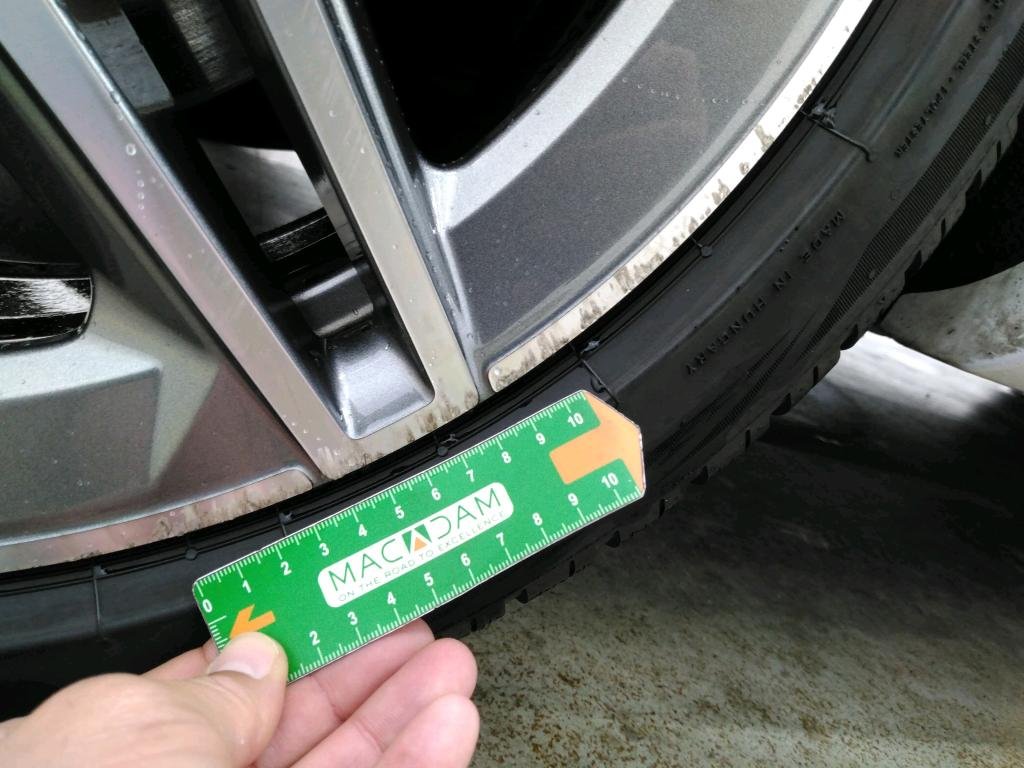 MADE IN HUNGARY
0 1 2 3 4 5 6 7 8 9 10
MACADAM
ON THE ROAD TO EXCELLENCE
2 3 4 5 6 7 8 9 10